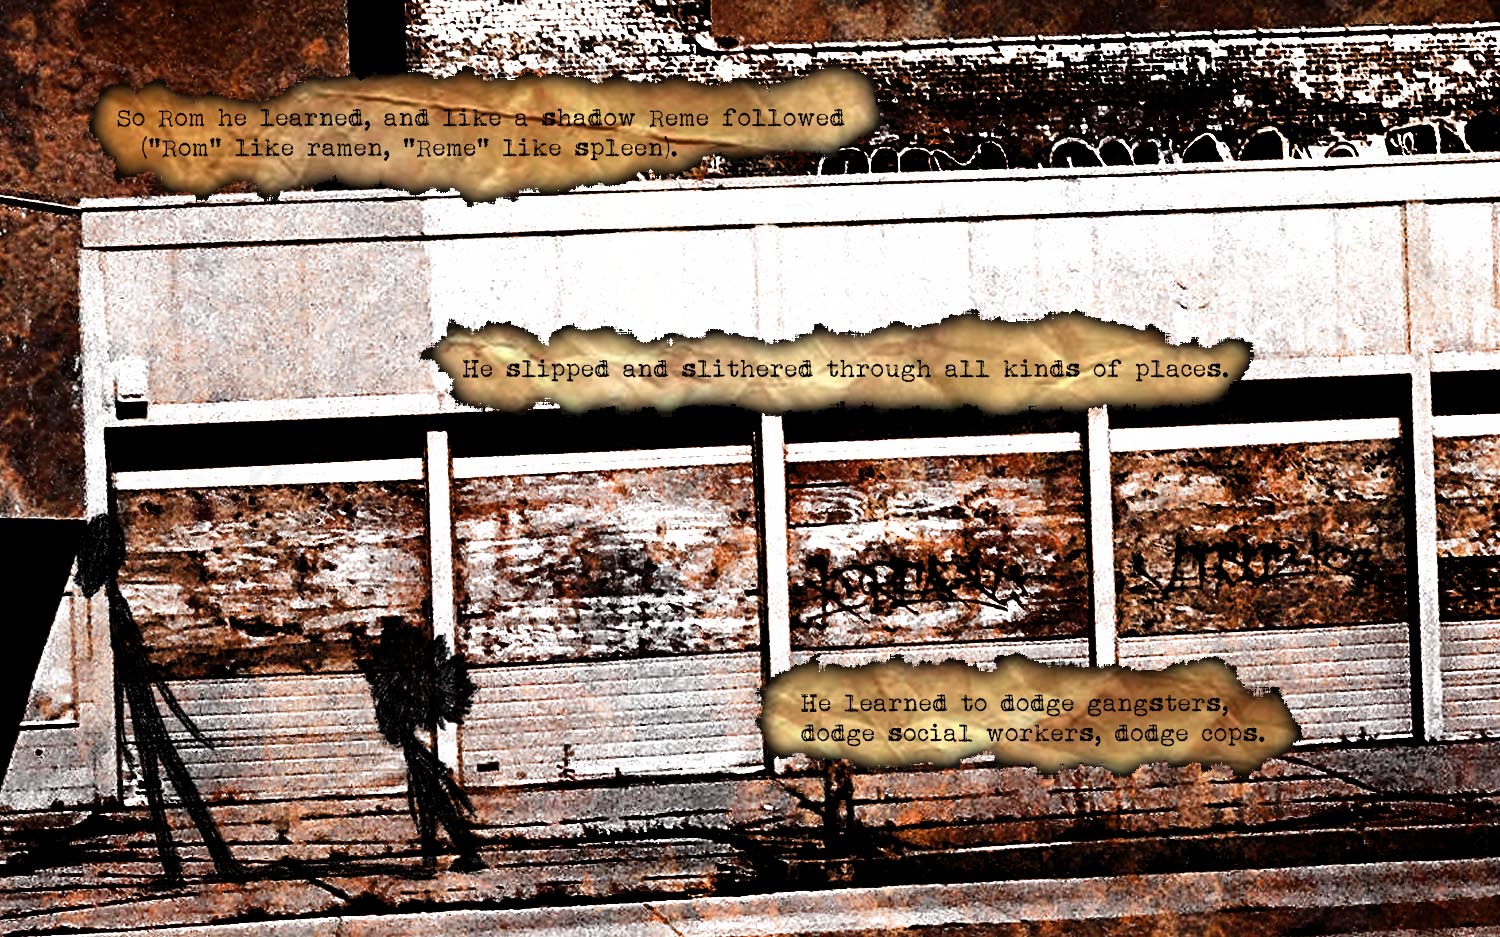 So Rom he learned, and like a shadow Reme followed
("Rom" like ramen, "Reme" like spleen).
He slipped and slithered through all kinds of places.
He learned to dodge gangsters,
dodge social workers, dodge cops.